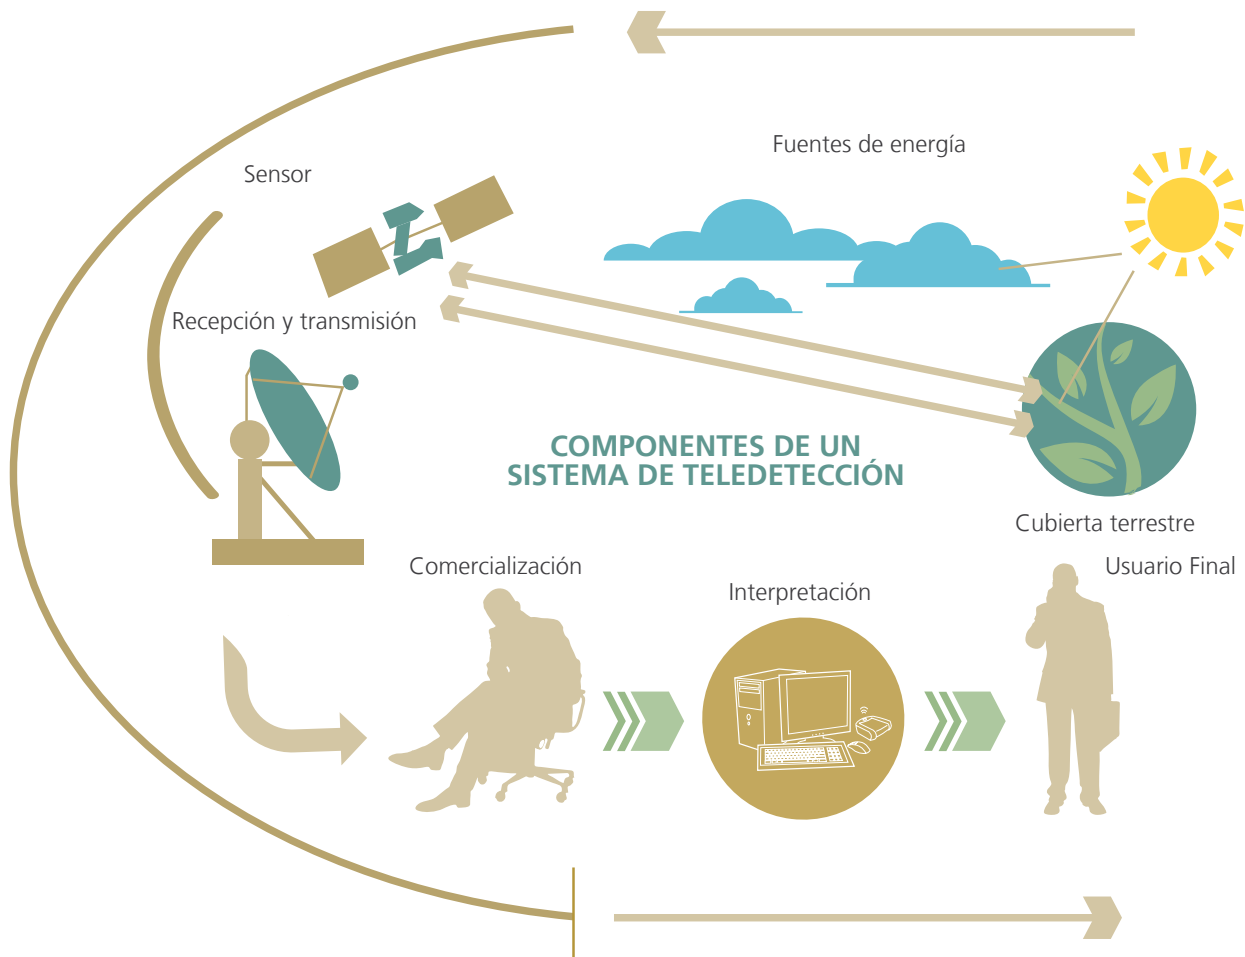 Fuentes de energía
Sensor
Recepción y transmisión
COMPONENTES DE UN
SISTEMA DE TELEDETECCIÓN
Cubierta terrestre
Comercialización
Interpretación
Usuario Final